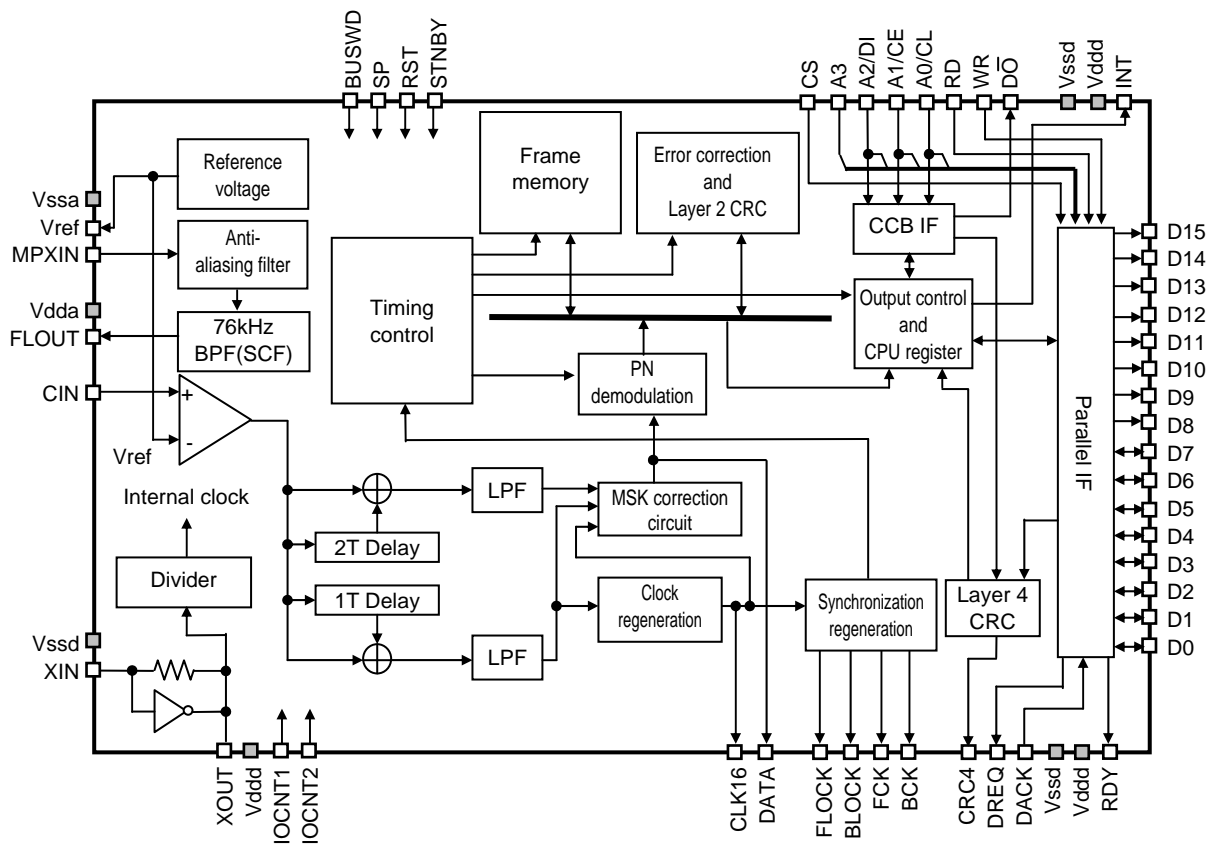 BUSWD
SP
RST
STNBY
CS
A3
A2/DI
A1/CE
A0/CL
RD
WR
D̅O
Vssd
Vddd
INT
Reference
voltage
Frame
memory
Error correction
and
Layer 2 CRC
Vssa
Vref
MPXIN
Vdda
FLOUT
CIN
Anti-
aliasing filter
76kHz
BPF(SCF)
Timing
control
CCB IF
Output control
and
CPU register
PN
demodulation
Parallel IF
D15
D14
D13
D12
D11
D10
D9
D8
D7
D6
D5
D4
D3
D2
D1
D0
+
-
Vref
Internal clock
Divider
LPF
MSK correction
circuit
2T Delay
1T Delay
LPF
Clock
regeneration
Synchronization
regeneration
Layer 4
CRC
Vssd
XIN
XOUT
Vddd
IOCNT1
IOCNT2
CLK16
DATA
FLOCK
BLOCK
FCK
BCK
CRC4
DREQ
DACK
Vssd
Vddd
RDY